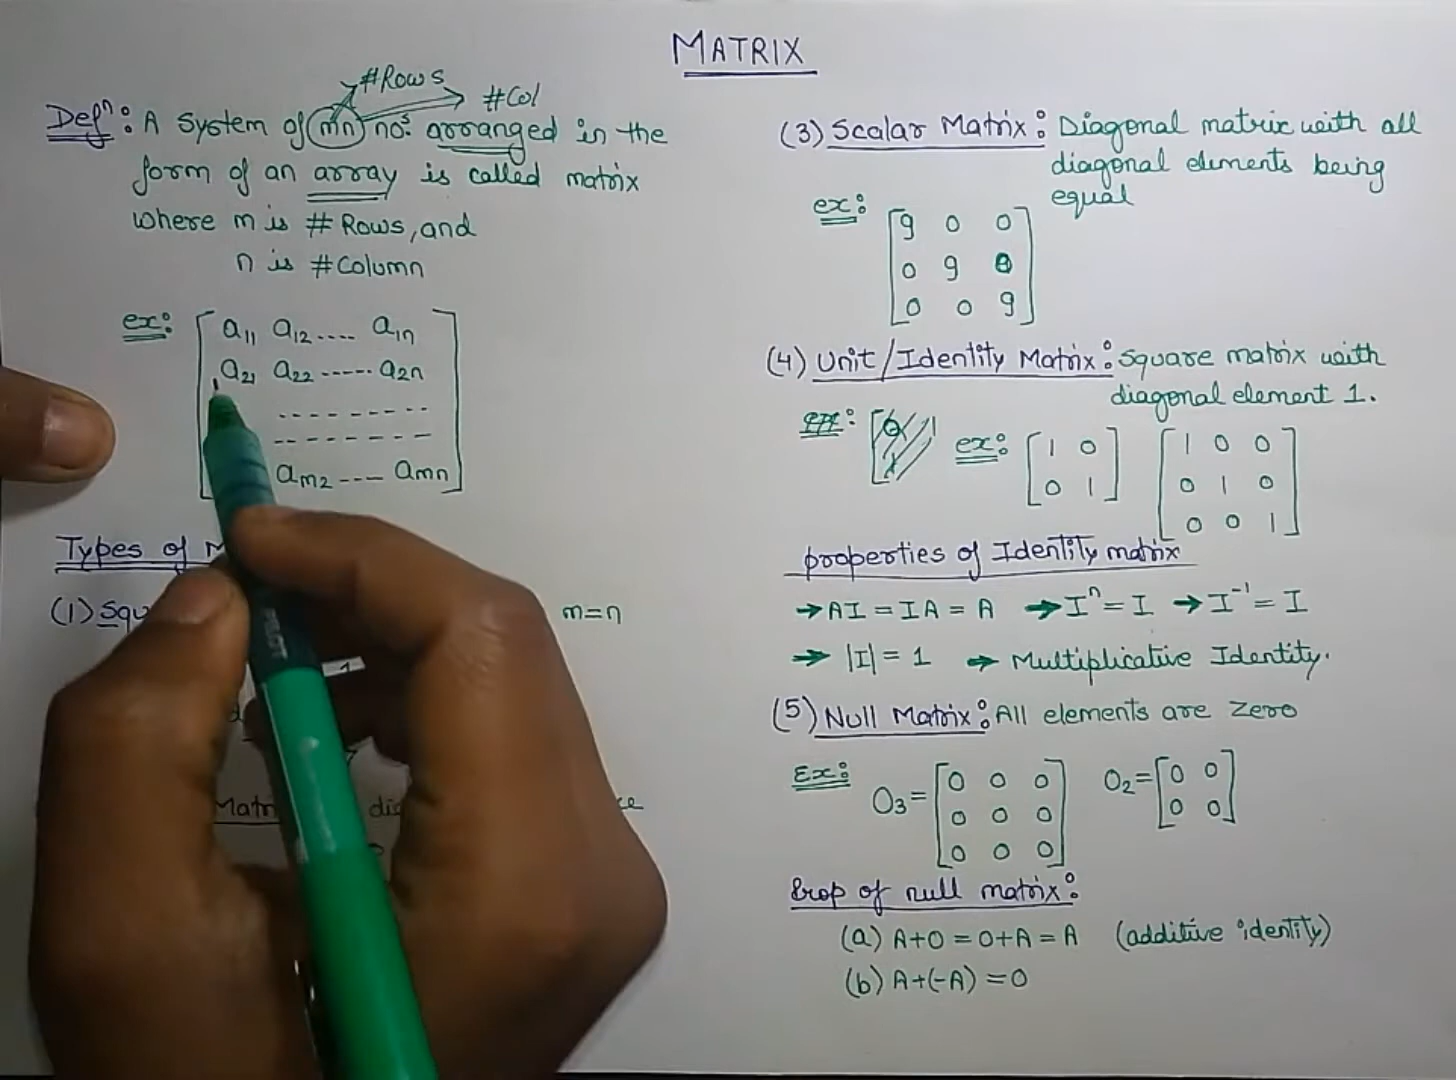 MATRIX
#Rows
#Col
Defⁿ: A system of mn nos. arranged in the
form of an array is called matrix
where m is # Rows, and
n is #Column
ex:
a₁₁ a₁₂ .... a₁ₙ
a₂₁ a₂₂ ----- a₂ₙ
---------
---------
aₘ₂ ---- aₘₙ
Types of
(1) Squ m=n
Matri
(3) Scalar Matrix: Diagonal matrix with all
diagonal elements being
equal
ex:
9 0 0
0 9 0
0 0 9
(4) Unit/Identity Matrix: Square matrix with
diagonal element 1.
ex: 1 0   1 0 0
0 1   0 1 0
0 0 1
properties of Identity matrix
→ AI = IA = A → Iⁿ = I → I⁻¹ = I
→ |I| = 1 → Multiplicative Identity.
(5) Null Matrix: All elements are zero
Ex: O₃ = 0 0 0   O₂ = 0 0
0 0 0   0 0
0 0 0
Prop of null matrix:
(a) A+0 = 0+A = A (additive identity)
(b) A+(-A) = 0